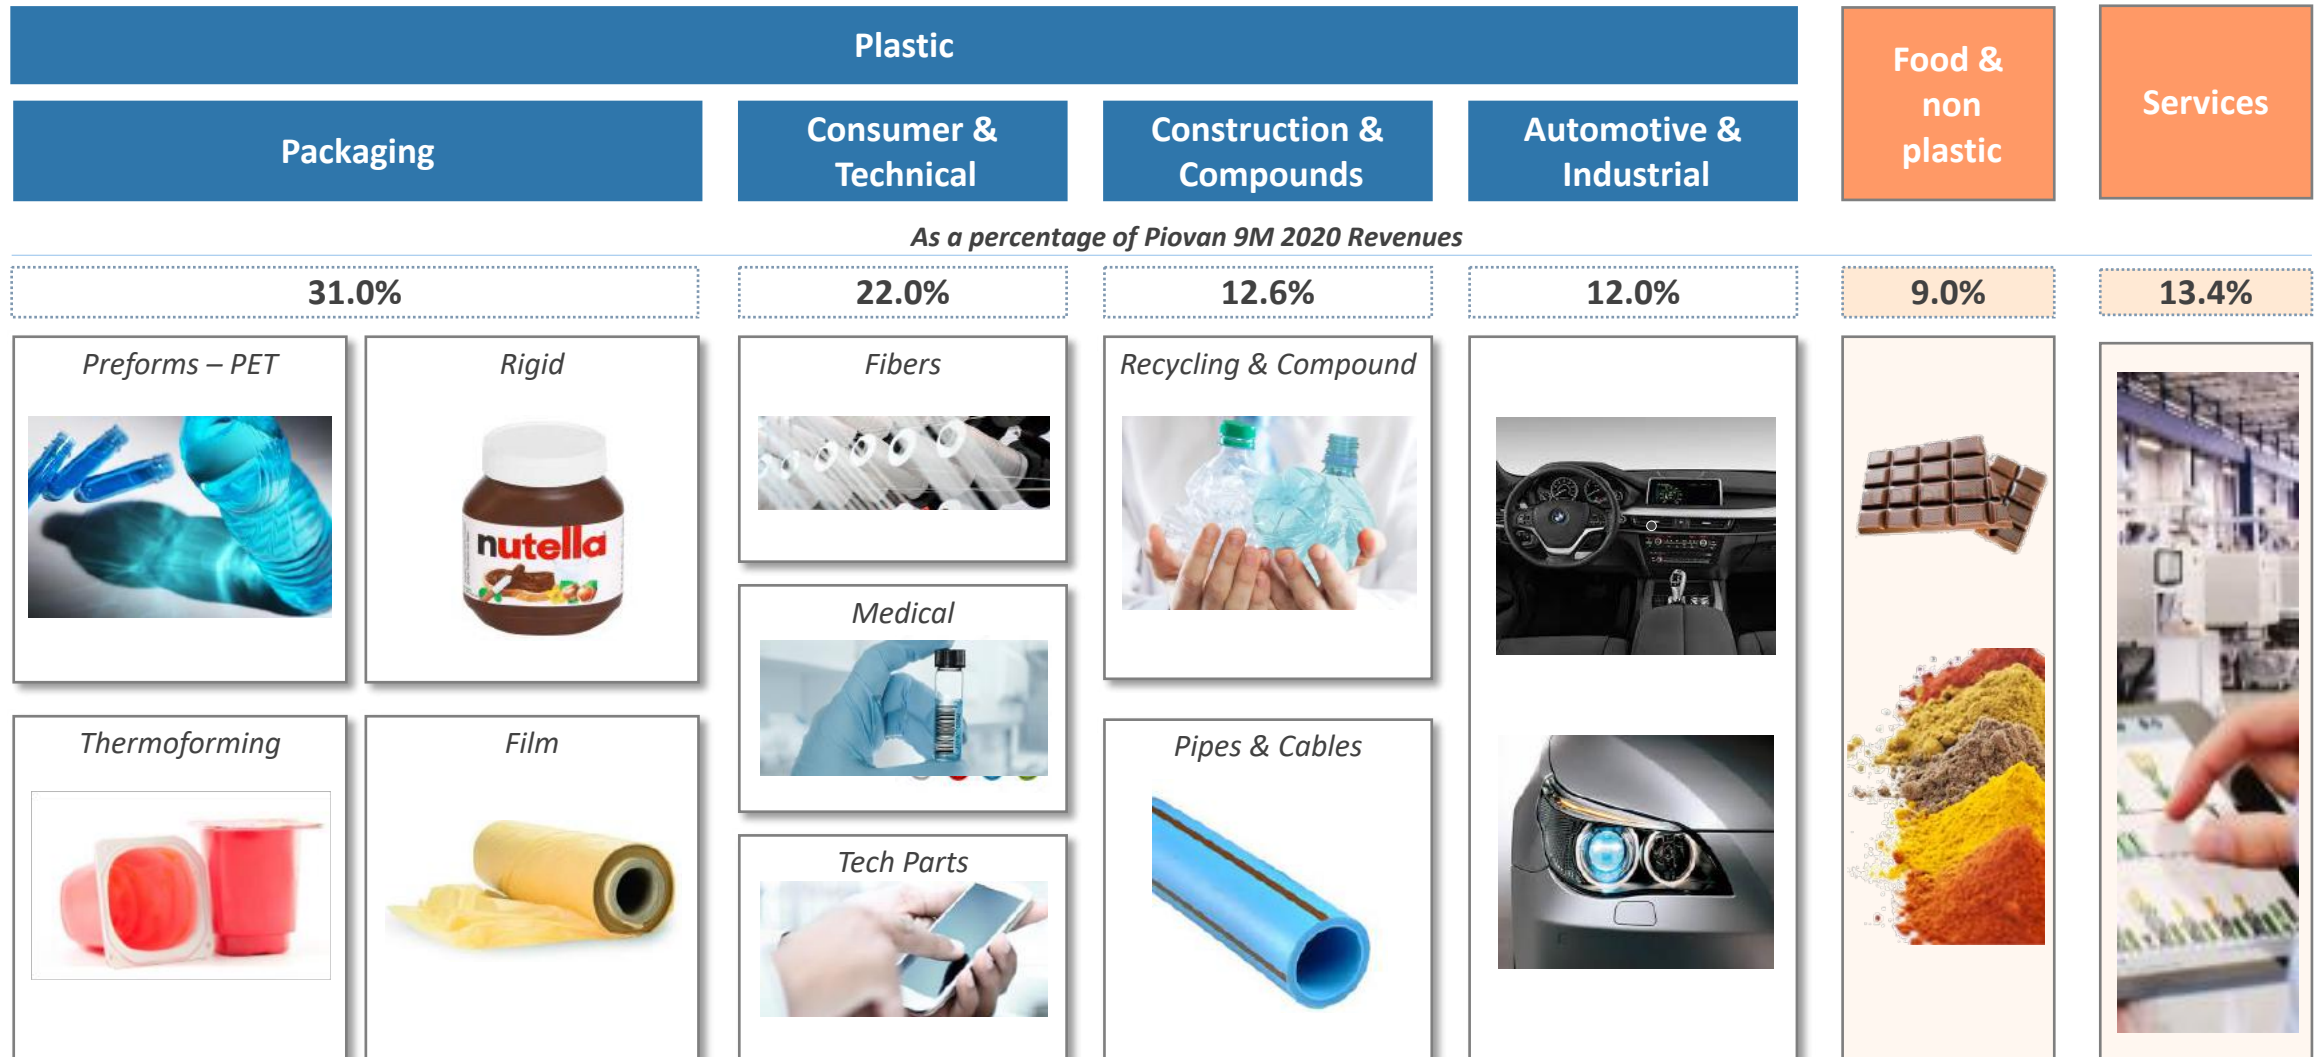 Plastic
Food &
non
plastic
Services
Packaging
Consumer &
Technical
Construction &
Compounds
Automotive &
Industrial
As a percentage of Piovan 9M 2020 Revenues
31.0%
22.0%
12.6%
12.0%
9.0%
13.4%
Preforms – PET
Rigid
Fibers
Recycling & Compound
nutella
Medical
Thermoforming
Film
Pipes & Cables
Tech Parts